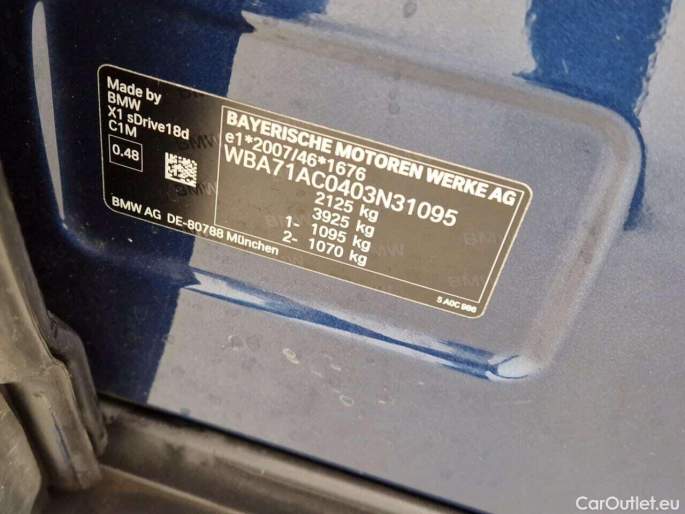 Made by
BMW
X1 sDrive18d
C1M
0.48
BAYERISCHE MOTOREN WERKE AG
e1*2007/46*1676
WBA71AC0403N31095
2125 kg
3925 kg
1- 1095 kg
2- 1070 kg
BMW AG DE-80788 München
5 A0C 986
CarOutlet.eu